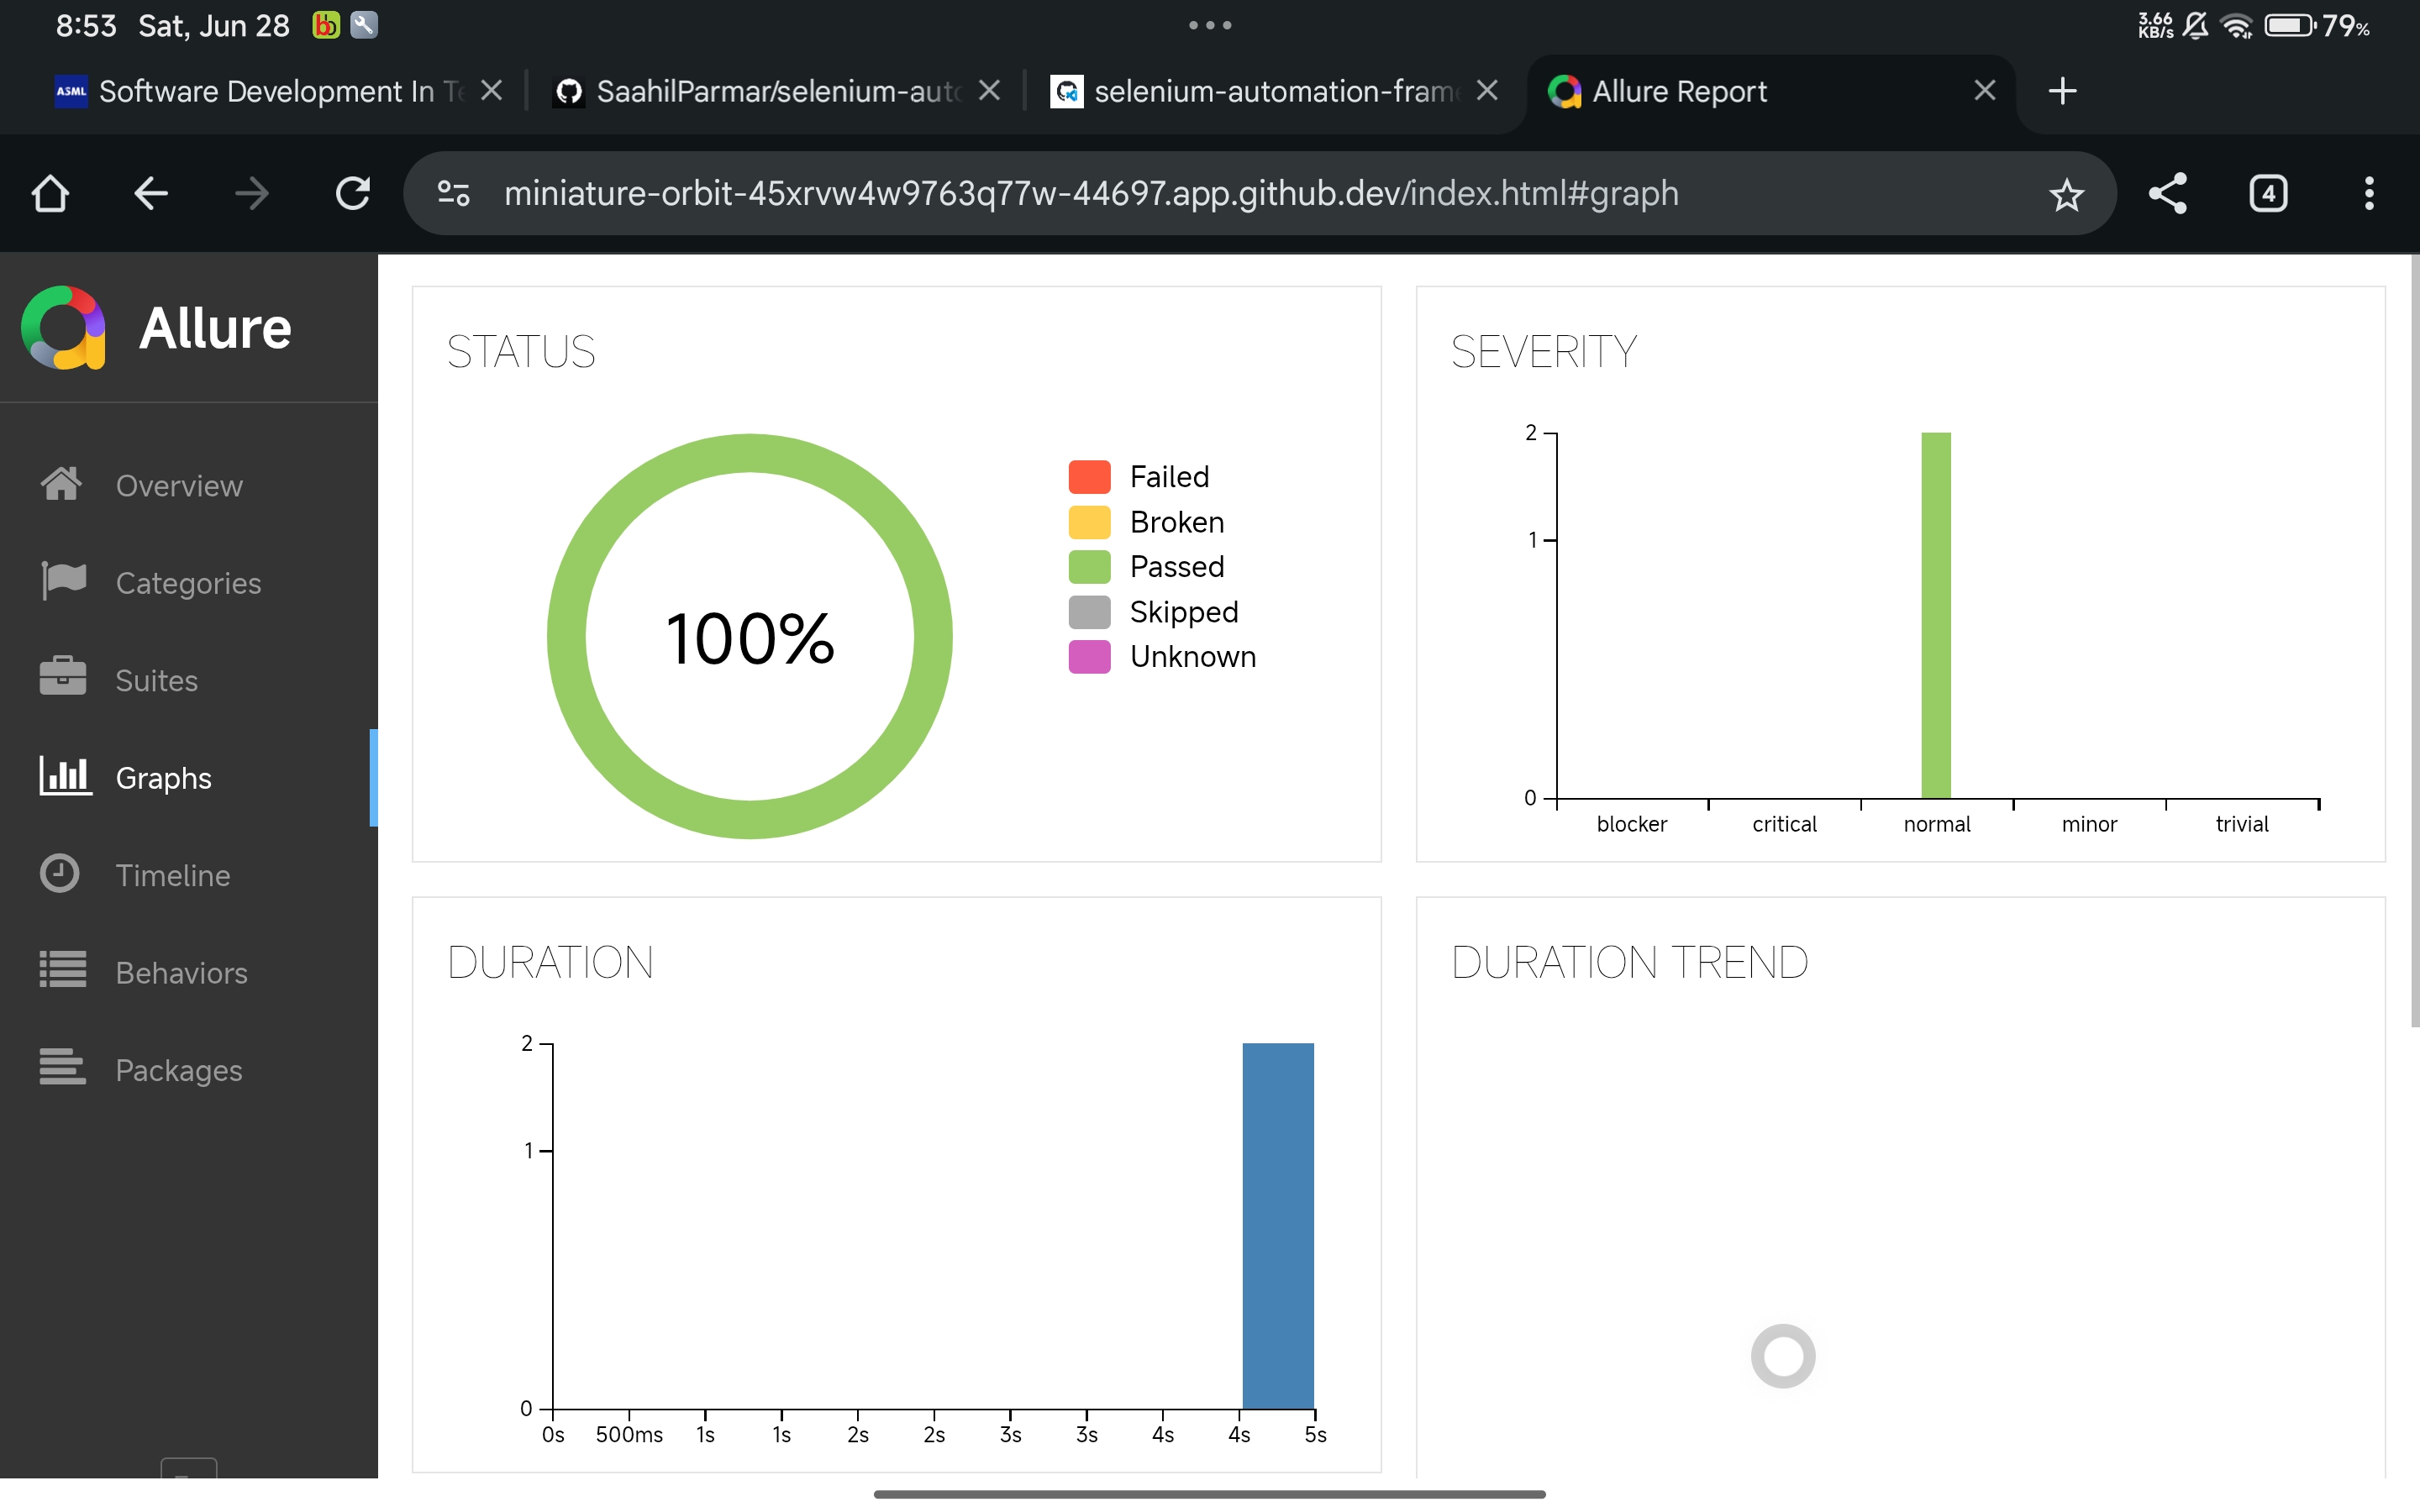 8:53 Sat, Jun 28
3.66
KB/s
79%
ASML Software Development In Te
SaahilParmar/selenium-auto
selenium-automation-frame
Allure Report
miniature-orbit-45xrvw4w9763q77w-44697.app.github.dev/index.html#graph
4
Allure
Overview
Categories
Suites
Graphs
Timeline
Behaviors
Packages
STATUS
100%
Failed
Broken
Passed
Skipped
Unknown
SEVERITY
2
1
0
blocker critical normal minor trivial
DURATION
2
1
0
0s 500ms 1s 1s 2s 2s 3s 3s 4s 4s 5s
DURATION TREND